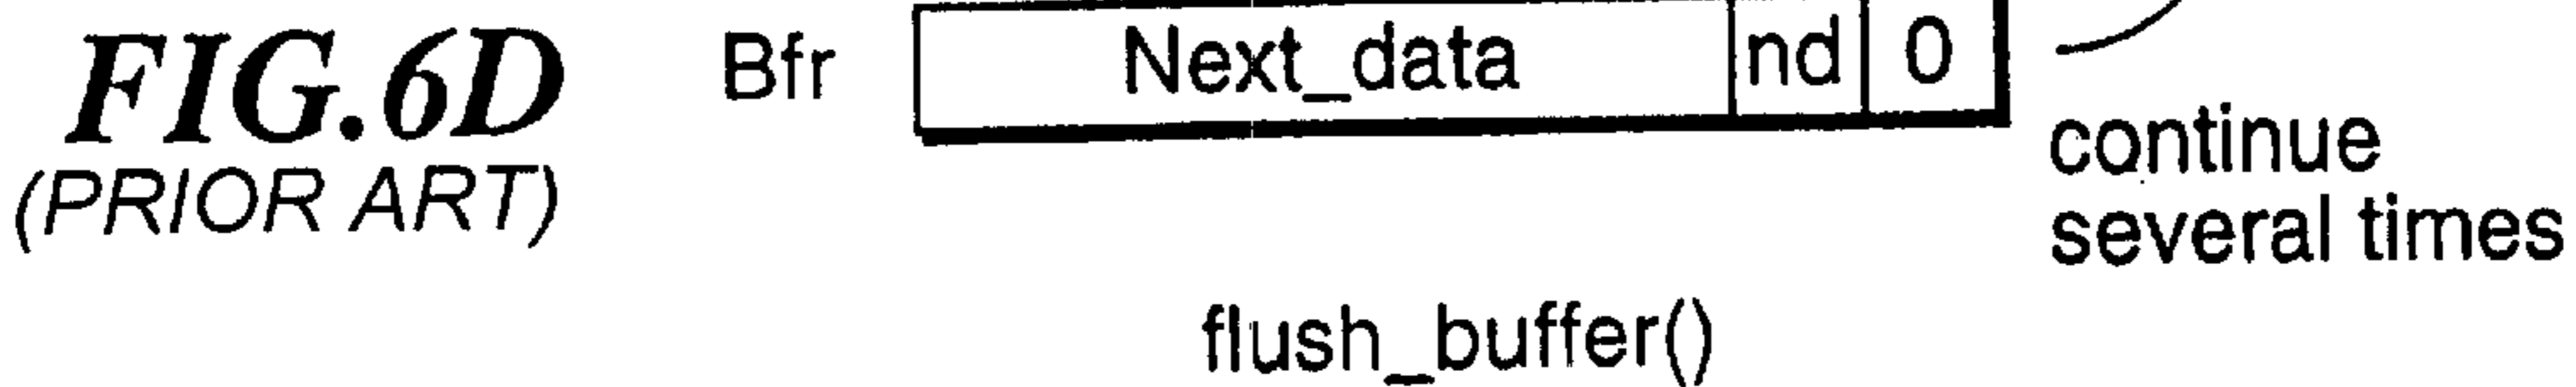 FIG.6D
(PRIOR ART)
Bfr Next_data nd 0
continue
several times
flush_buffer()